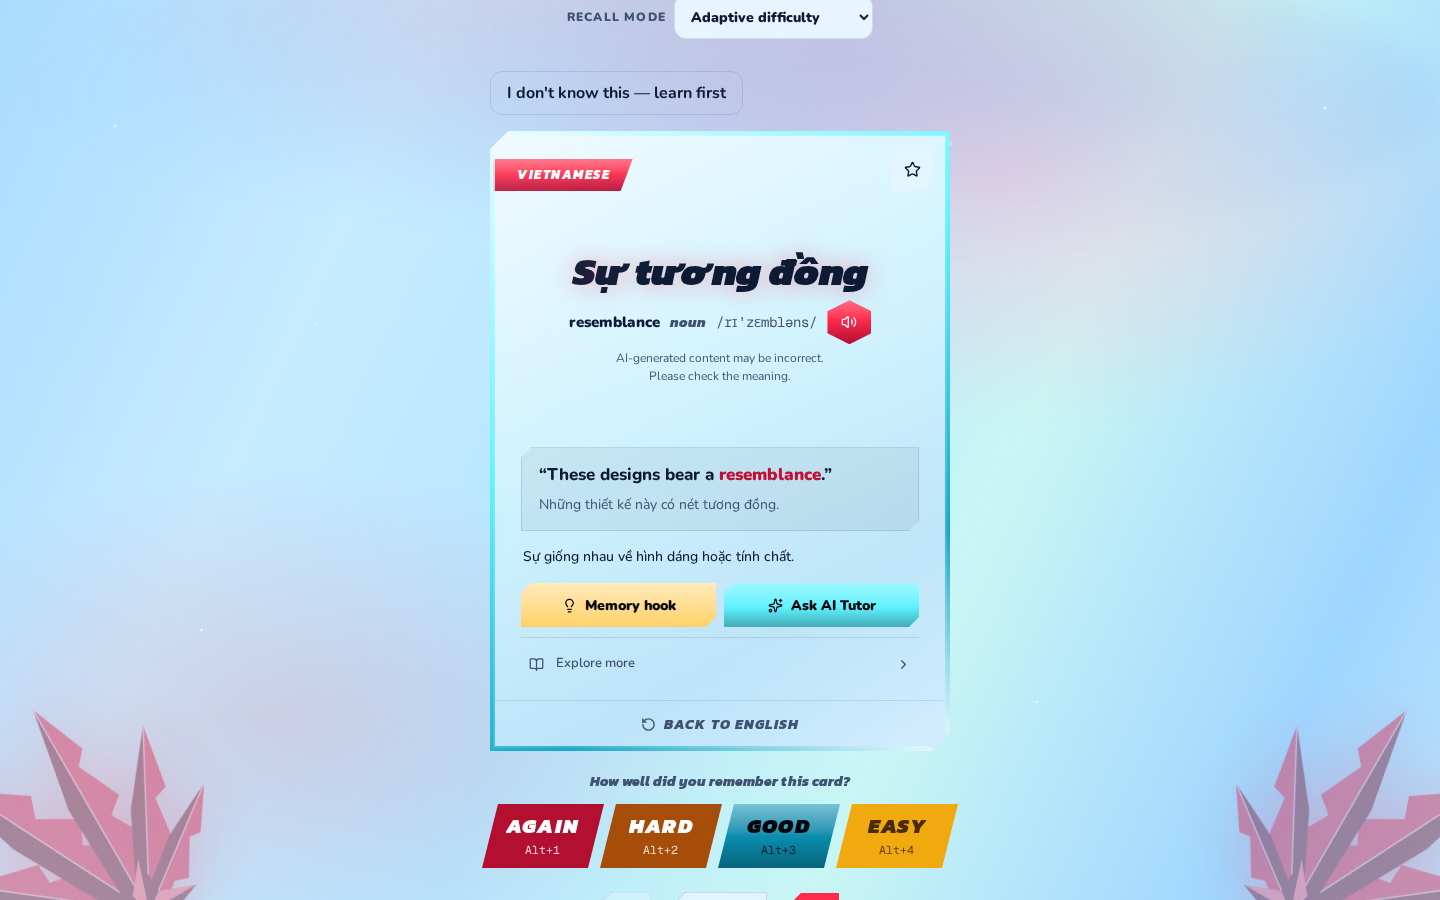 RECALL MODE Adaptive difficulty
I don't know this — learn first
VIETNAMESE
Sự tương đồng
resemblance noun /rɪˈzɛmbləns/
AI-generated content may be incorrect.
Please check the meaning.
“These designs bear a resemblance.”
Những thiết kế này có nét tương đồng.
Sự giống nhau về hình dáng hoặc tính chất.
Memory hook Ask AI Tutor
Explore more
BACK TO ENGLISH
How well did you remember this card?
AGAIN HARD GOOD EASY
Alt+1 Alt+2 Alt+3 Alt+4